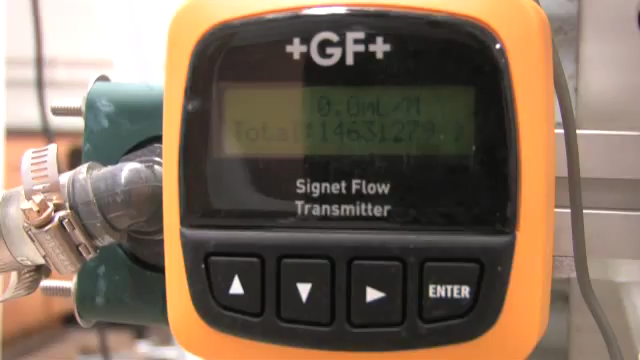 +GF+
0.0mL/M
Total:14631279
Signet Flow
Transmitter
ENTER